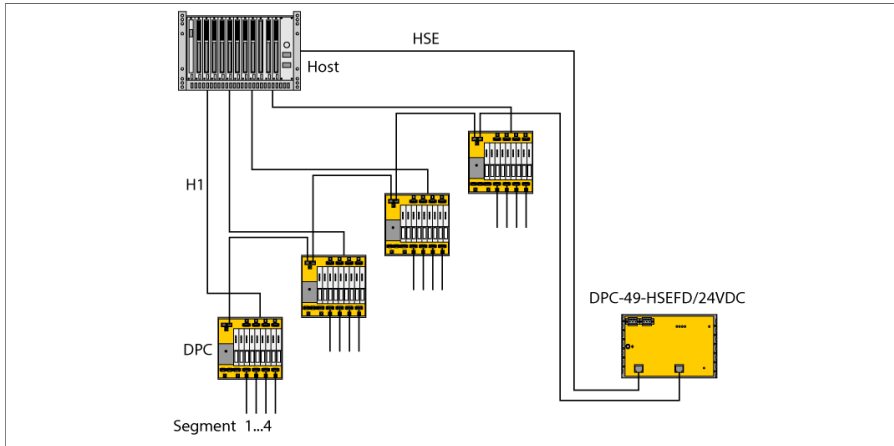 HSE
Host
H1
DPC-49-HSEFD/24VDC
DPC
Segment 1...4